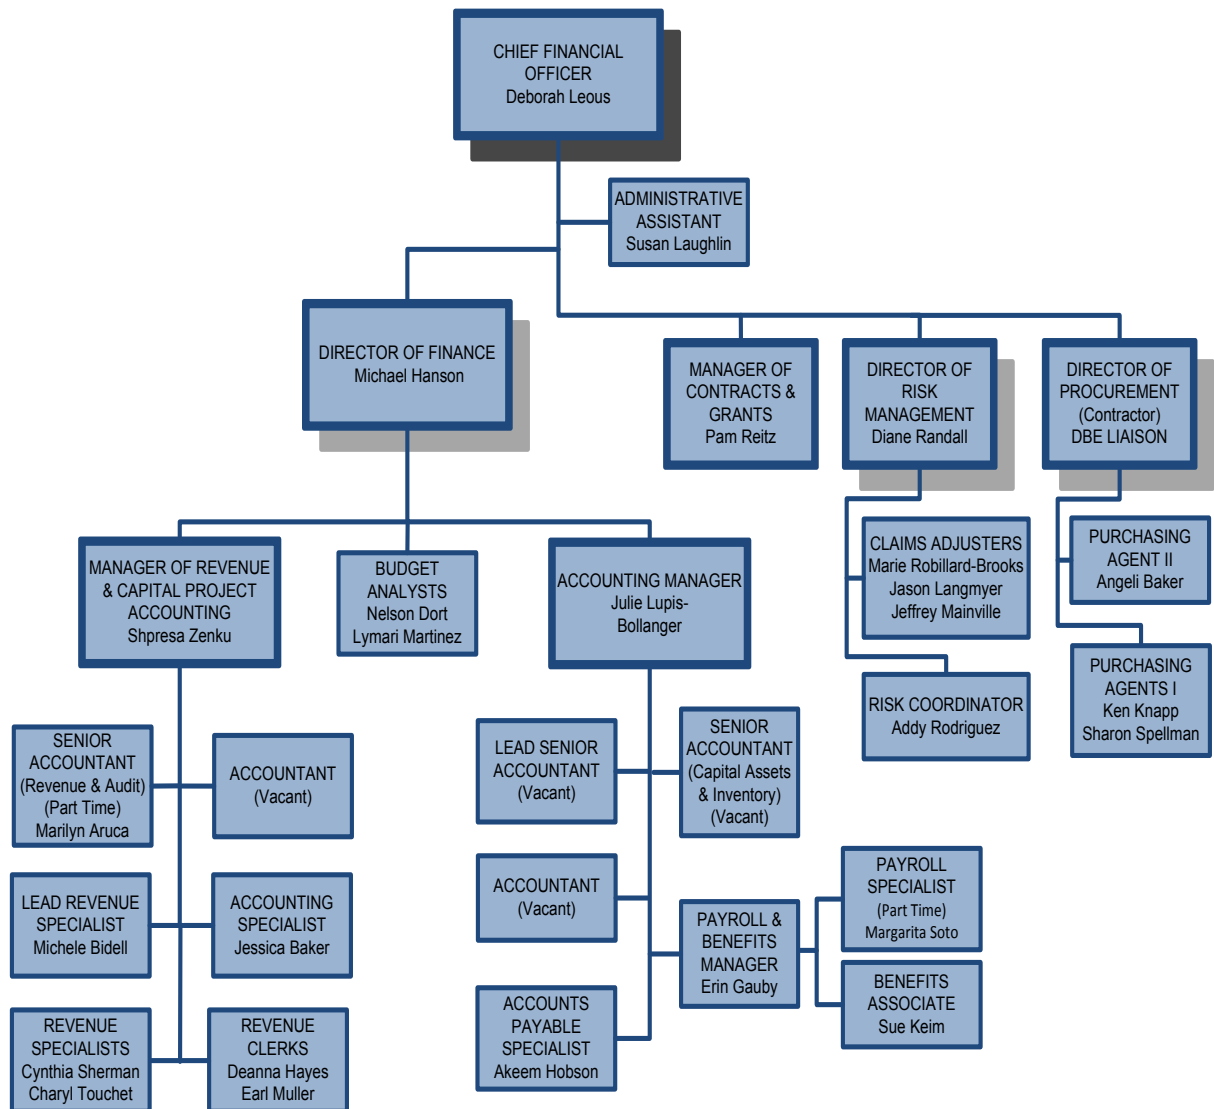 CHIEF FINANCIAL
OFFICER
Deborah Leous
ADMINISTRATIVE
ASSISTANT
Susan Laughlin
DIRECTOR OF FINANCE
Michael Hanson
MANAGER OF
CONTRACTS &
GRANTS
Pam Reitz
DIRECTOR OF
RISK
MANAGEMENT
Diane Randall
DIRECTOR OF
PROCUREMENT
(Contractor)
DBE LIAISON
MANAGER OF REVENUE
& CAPITAL PROJECT
ACCOUNTING
Shpresa Zenku
BUDGET
ANALYSTS
Nelson Dort
Lymari Martinez
ACCOUNTING MANAGER
Julie Lupis-
Bollanger
CLAIMS ADJUSTERS
Marie Robillard-Brooks
Jason Langmyer
Jeffrey Mainville
PURCHASING
AGENT II
Angeli Baker
RISK COORDINATOR
Addy Rodriguez
PURCHASING
AGENTS I
Ken Knapp
Sharon Spellman
SENIOR
ACCOUNTANT
(Revenue & Audit)
(Part Time)
Marilyn Aruca
ACCOUNTANT
(Vacant)
LEAD SENIOR
ACCOUNTANT
(Vacant)
SENIOR
ACCOUNTANT
(Capital Assets
& Inventory)
(Vacant)
LEAD REVENUE
SPECIALIST
Michele Bidell
ACCOUNTING
SPECIALIST
Jessica Baker
ACCOUNTANT
(Vacant)
PAYROLL &
BENEFITS
MANAGER
Erin Gauby
PAYROLL
SPECIALIST
(Part Time)
Margarita Soto
BENEFITS
ASSOCIATE
Sue Keim
REVENUE
SPECIALISTS
Cynthia Sherman
Charyl Touchet
REVENUE
CLERKS
Deanna Hayes
Earl Muller
ACCOUNTS
PAYABLE
SPECIALIST
Akeem Hobson